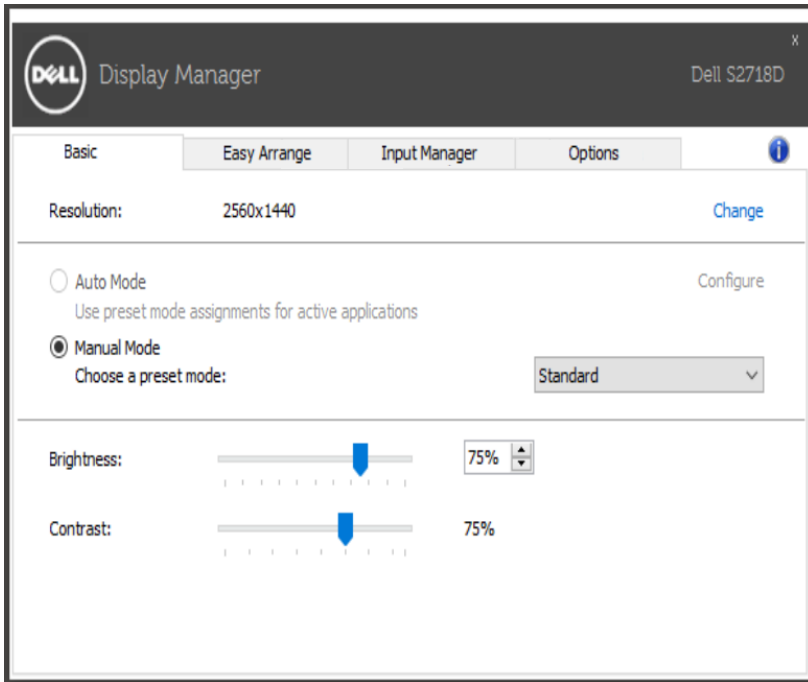 x
DELL Display Manager Dell S2718D
Basic Easy Arrange Input Manager Options i
Resolution: 2560x1440 Change
Auto Mode Configure
Use preset mode assignments for active applications
Manual Mode
Choose a preset mode: Standard
Brightness: 75%
Contrast: 75%